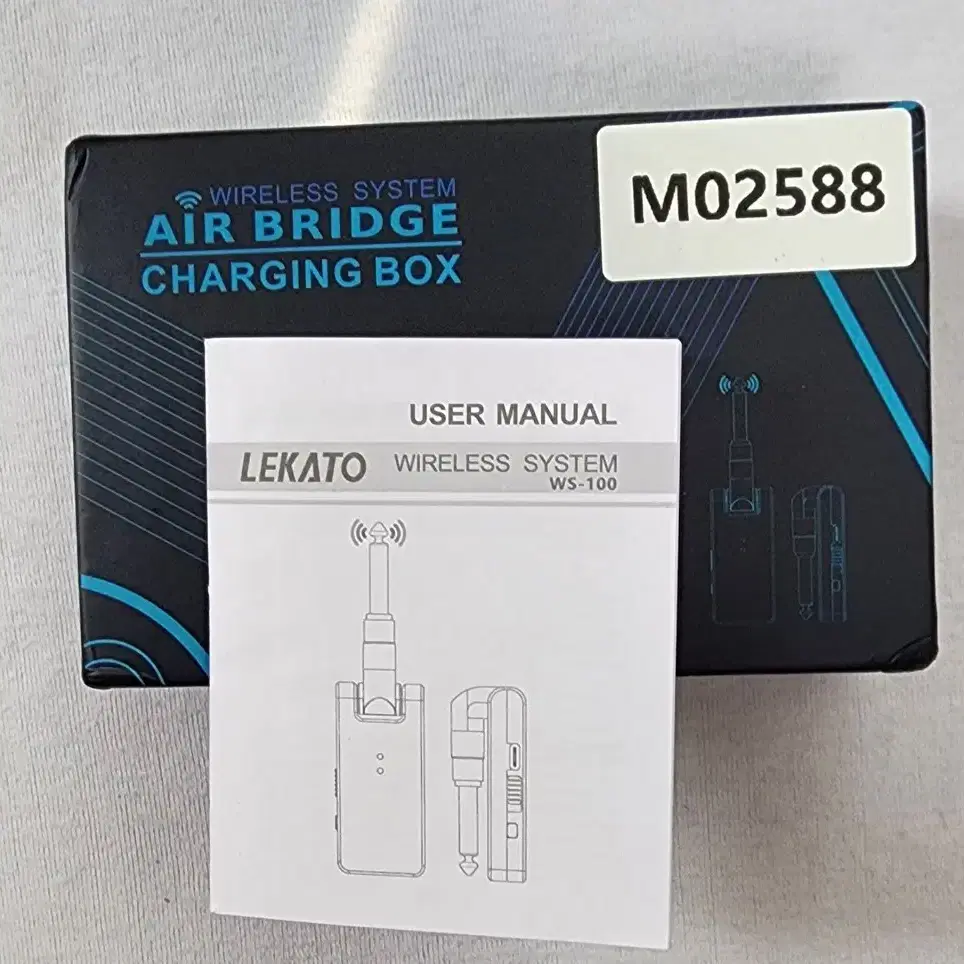 WIRELESS SYSTEM
AIR BRIDGE
CHARGING BOX
M02588
USER MANUAL
LEKATO WIRELESS SYSTEM
WS-100